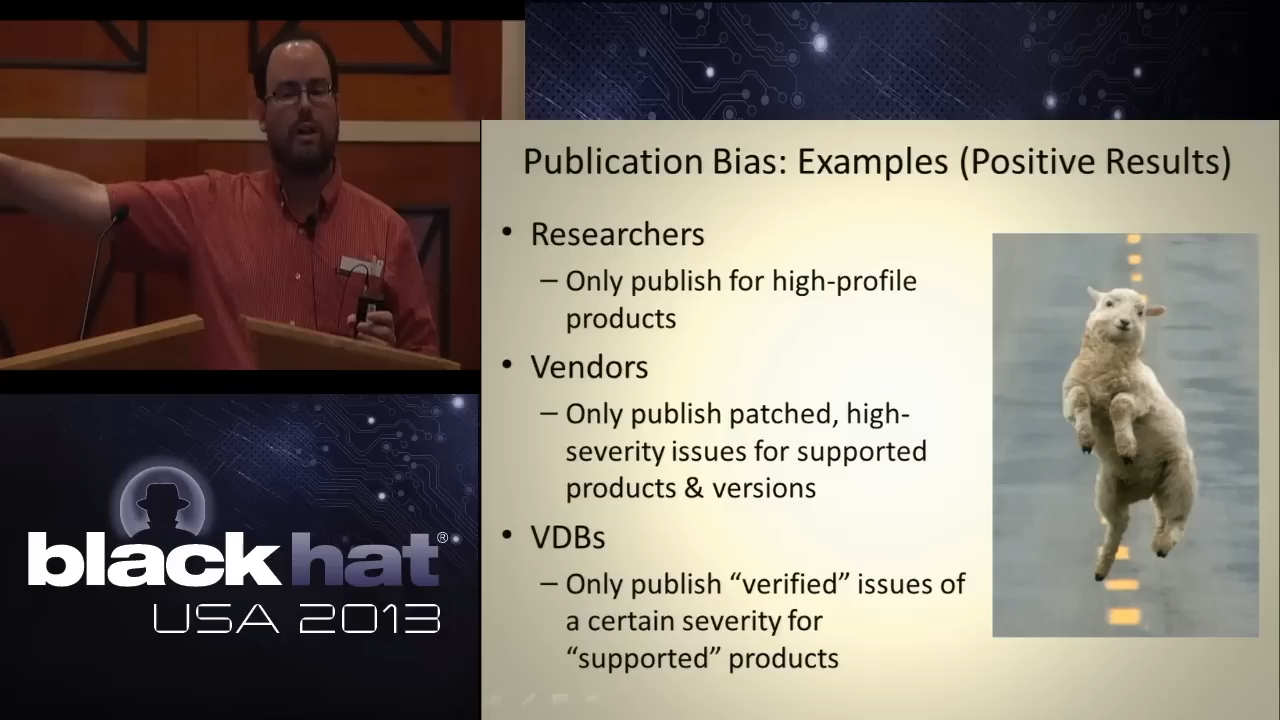 Publication Bias: Examples (Positive Results)
• Researchers
– Only publish for high-profile
products
• Vendors
– Only publish patched, high-
severity issues for supported
products & versions
• VDBs
– Only publish “verified” issues of
a certain severity for
“supported” products
black hat®
USA 2013